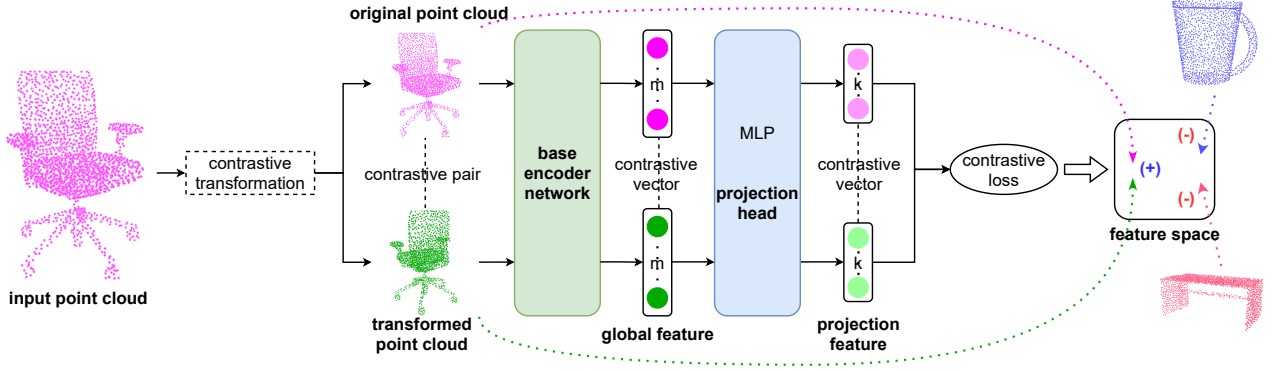 original point cloud
input point cloud
contrastive
transformation
contrastive pair
transformed
point cloud
base
encoder
network
m
contrastive
vector
m
global feature
MLP
projection
head
k
contrastive
vector
k
projection
feature
contrastive
loss
(-)
(+)
(-)
feature space